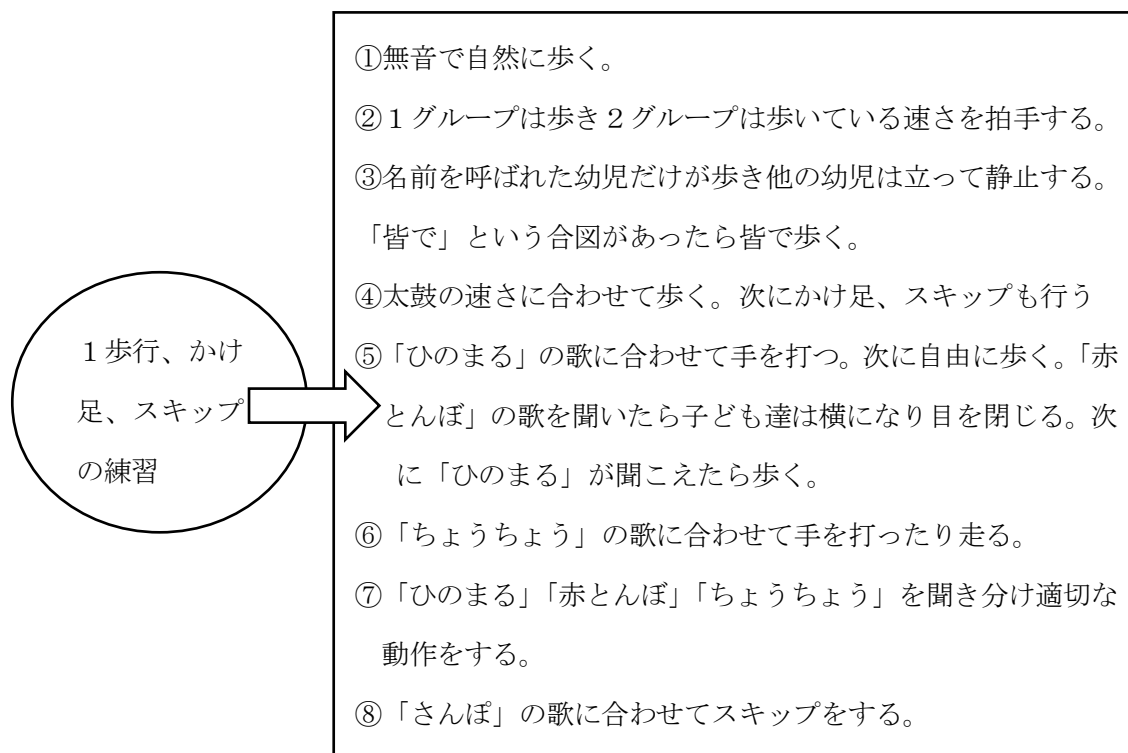 1歩行、かけ
足、スキップ
の練習
①無音で自然に歩く。
②1グループは歩き2グループは歩いている速さを拍手する。
③名前を呼ばれた幼児だけが歩き他の幼児は立って静止する。
「皆で」という合図があったら皆で歩く。
④太鼓の速さに合わせて歩く。次にかけ足、スキップも行う
⑤「ひのまる」の歌に合わせて手を打つ。次に自由に歩く。「赤
とんぼ」の歌を聞いたら子ども達は横になり目を閉じる。次
に「ひのまる」が聞こえたら歩く。
⑥「ちょうちょう」の歌に合わせて手を打ったり走る。
⑦「ひのまる」「赤とんぼ」「ちょうちょう」を聞き分け適切な
動作をする。
⑧「さんぽ」の歌に合わせてスキップをする。